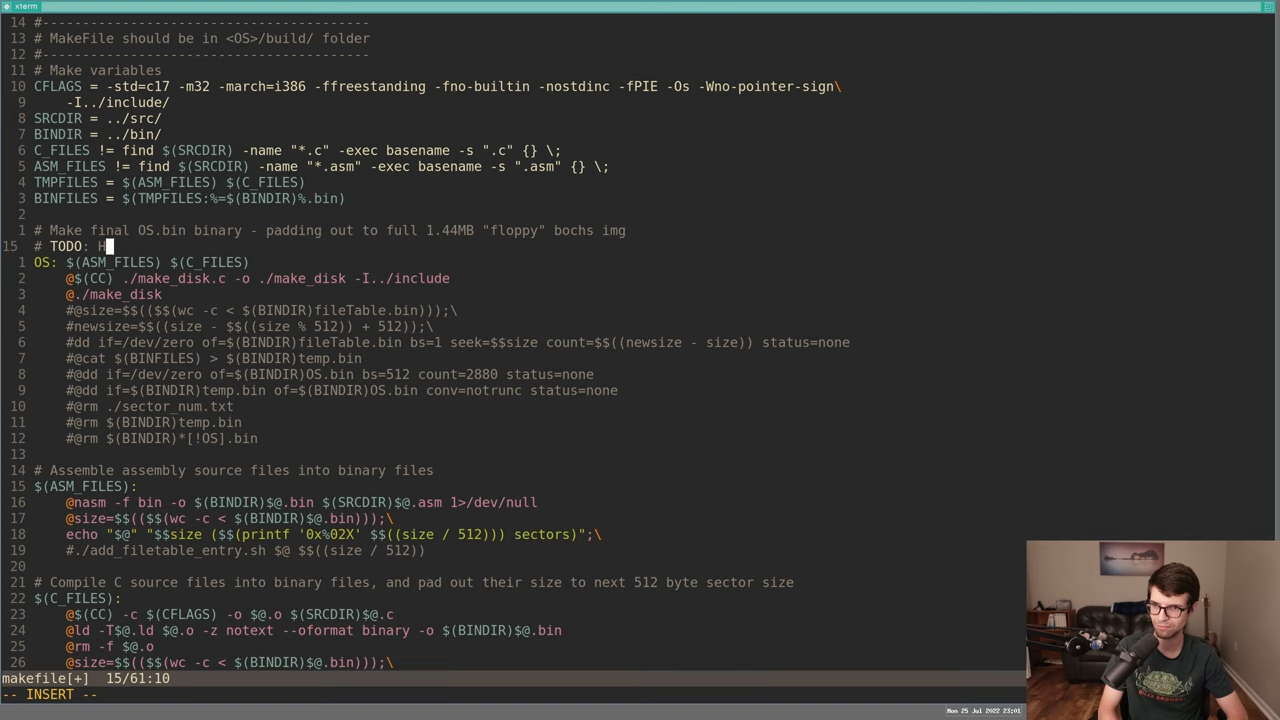 xterm
14 #-----------------------------------------
13 # MakeFile should be in <OS>/build/ folder
12 #-----------------------------------------
11 # Make variables
10 CFLAGS = -std=c17 -m32 -march=i386 -ffreestanding -fno-builtin -nostdinc -fPIE -Os -Wno-pointer-sign\
9     -I../include/
8 SRCDIR = ../src/
7 BINDIR = ../bin/
6 C_FILES != find $(SRCDIR) -name "*.c" -exec basename -s ".c" {} \;
5 ASM_FILES != find $(SRCDIR) -name "*.asm" -exec basename -s ".asm" {} \;
4 TMPFILES = $(ASM_FILES) $(C_FILES)
3 BINFILES = $(TMPFILES:%=$(BINDIR)%.bin)
2
1 # Make final OS.bin binary - padding out to full 1.44MB "floppy" bochs img
15 # TODO: H
1 OS: $(ASM_FILES) $(C_FILES)
2     @$(CC) ./make_disk.c -o ./make_disk -I../include
3     @./make_disk
4     #@size=$$(($$(wc -c < $(BINDIR)fileTable.bin)));\
5     #newsize=$$((size - $$((size % 512)) + 512));\
6     #dd if=/dev/zero of=$(BINDIR)fileTable.bin bs=1 seek=$$size count=$$((newsize - size)) status=none
7     #@cat $(BINFILES) > $(BINDIR)temp.bin
8     #@dd if=/dev/zero of=$(BINDIR)OS.bin bs=512 count=2880 status=none
9     #@dd if=$(BINDIR)temp.bin of=$(BINDIR)OS.bin conv=notrunc status=none
10     #@rm ./sector_num.txt
11     #@rm $(BINDIR)temp.bin
12     #@rm $(BINDIR)*[!OS].bin
13
14 # Assemble assembly source files into binary files
15 $(ASM_FILES):
16     @nasm -f bin -o $(BINDIR)$@.bin $(SRCDIR)$@.asm 1>/dev/null
17     @size=$$(($$(wc -c < $(BINDIR)$@.bin)));\
18     echo "$@" "$$size ($$(printf '0x%02X' $$((size / 512))) sectors)";\
19     #./add_filetable_entry.sh $@ $$((size / 512))
20
21 # Compile C source files into binary files, and pad out their size to next 512 byte sector size
22 $(C_FILES):
23     @$(CC) -c $(CFLAGS) -o $@.o $(SRCDIR)$@.c
24     @ld -T$@.ld $@.o -z notext --oformat binary -o $(BINDIR)$@.bin
25     @rm -f $@.o
26     @size=$$(($$(wc -c < $(BINDIR)$@.bin)));\
makefile[+]  15/61:10
-- INSERT --
Mon 25 Jul 2022 23:01